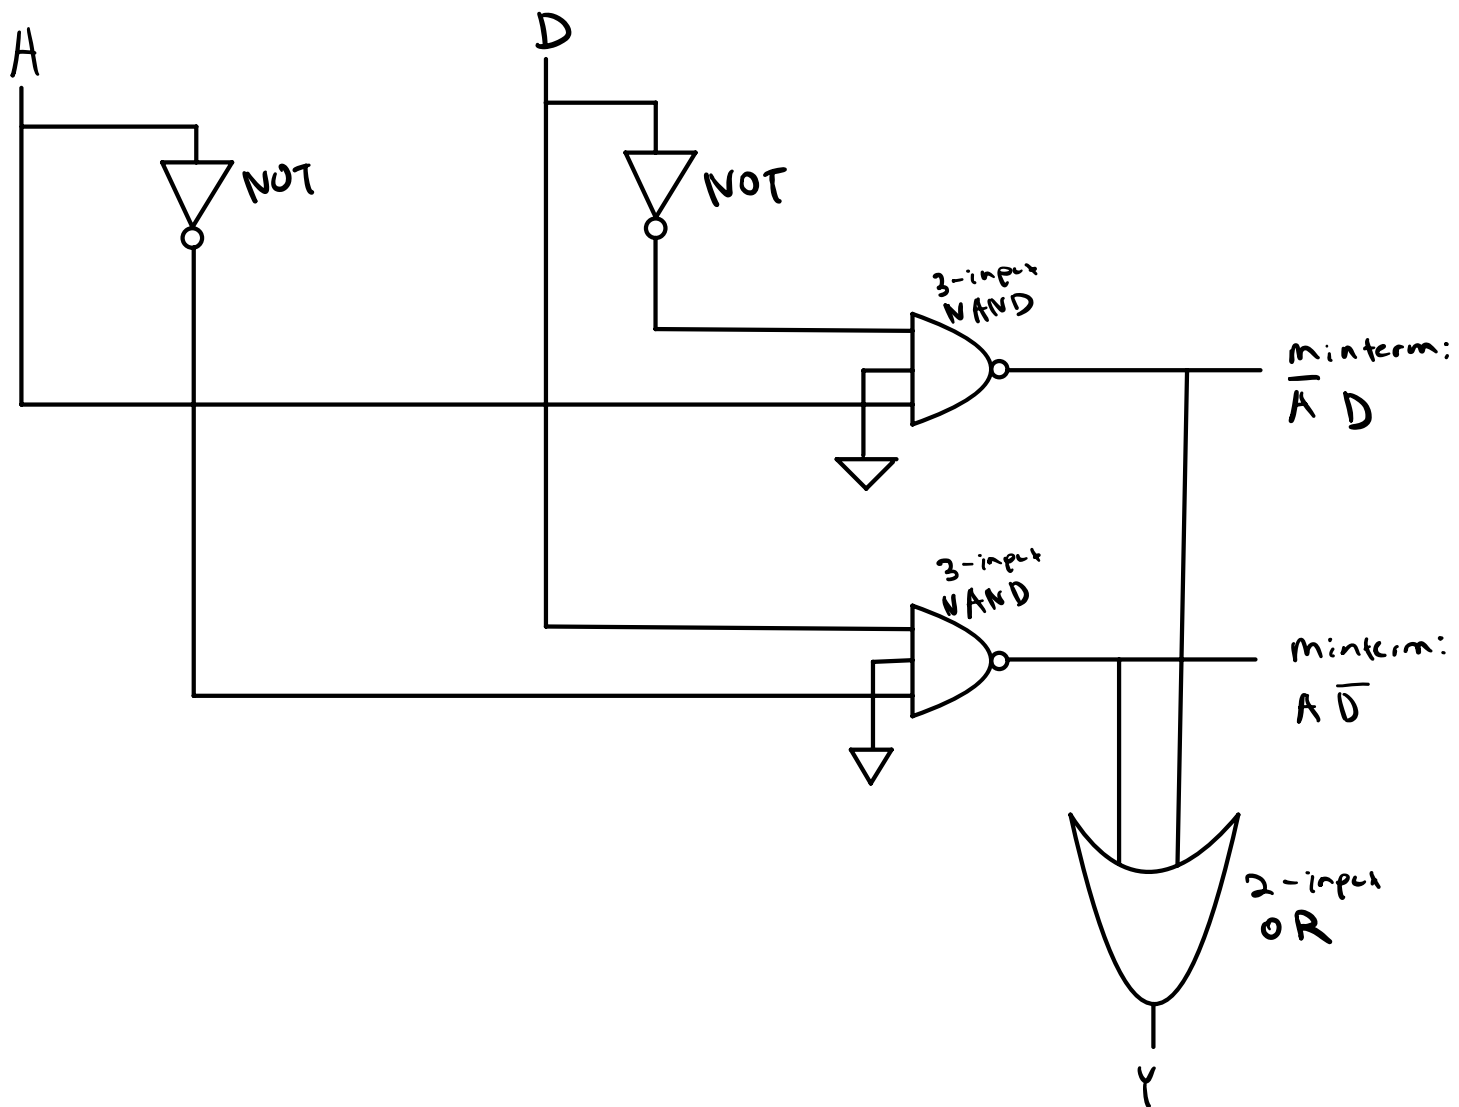 A
D
NOT
NOT
3-input
NAND
minterm:
A̅ D
3-input
NAND
minterm:
A D̅
2-input
OR
Y